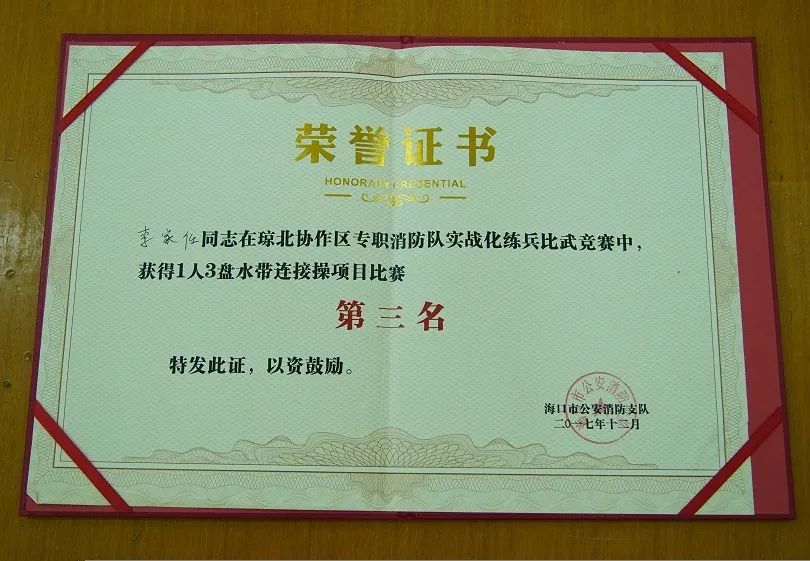 荣誉证书
HONORARY CREDENTIAL
李家任同志在琼北协作区专职消防队实战化练兵比武竞赛中，
获得1人3盘水带连接操项目比赛
第三名
特发此证，以资鼓励。
海口市公安消防支队
二〇一七年十二月